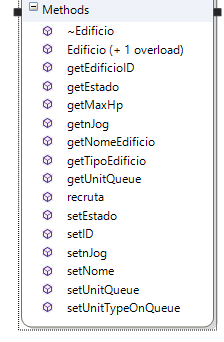 Methods
~Edificio
Edificio (+ 1 overload)
getEdificioID
getEstado
getMaxHp
getnJog
getNomeEdificio
getTipoEdificio
getUnitQueue
recruta
setEstado
setID
setnJog
setNome
setUnitQueue
setUnitTypeOnQueue